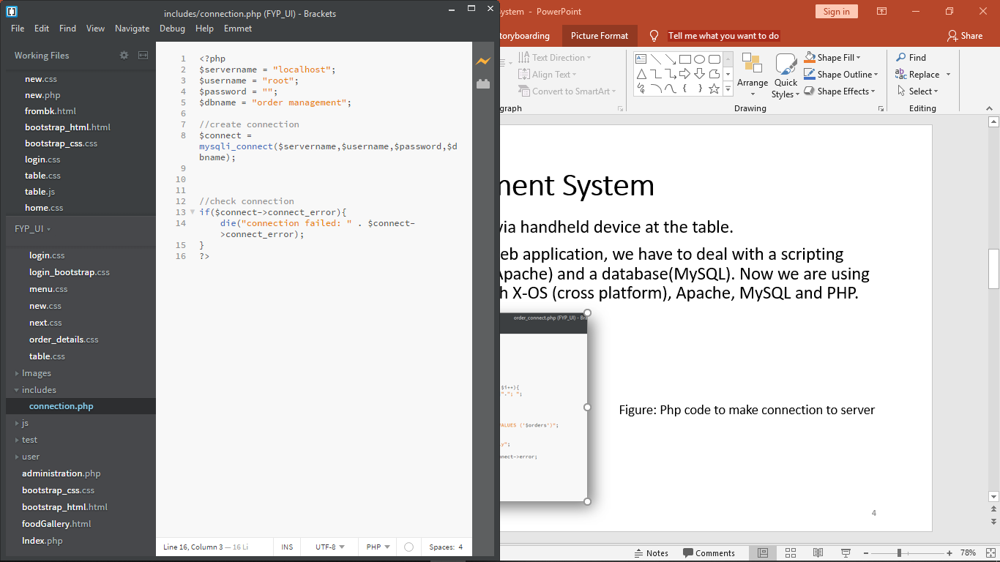 includes/connection.php (FYP_UI) - Brackets
File Edit Find View Navigate Debug Help Emmet
Working Files
new.css
new.php
frombk.html
bootstrap_html.html
bootstrap_css.css
login.css
table.css
table.js
home.css
FYP_UI
login.css
login_bootstrap.css
menu.css
new.css
next.css
order_details.css
table.css
Images
includes
connection.php
js
test
user
administration.php
bootstrap_css.css
bootstrap_html.html
foodGallery.html
Index.php
1 <?php
2 $servername = "localhost";
3 $username = "root";
4 $password = "";
5 $dbname = "order management";
6
7 //create connection
8 $connect =
mysqli_connect($servername,$username,$password,$d
bname);
9
10
11
12 //check connection
13 if($connect->connect_error){
14 die("connection failed: " . $connect-
>connect_error);
15 }
16 ?>
Line 16, Column 3 — 16 Li INS UTF-8 PHP Spaces: 4
System - PowerPoint Sign in
toryboarding Picture Format Tell me what you want to do Share
Text Direction
Align Text
Convert to SmartArt
graph
Arrange
Quick
Styles
Shape Fill
Shape Outline
Shape Effects
Drawing
Find
Replace
Select
Editing
ment System
via handheld device at the table.
eb application, we have to deal with a scripting
Apache) and a database(MySQL). Now we are using
h X-OS (cross platform), Apache, MySQL and PHP.
order_connect.php (FYP_UI) - Bra
$i++){
"."; ";
VALUES ('$orders')";
y";
nnect->error;
Figure: Php code to make connection to server
4
Notes Comments 78%